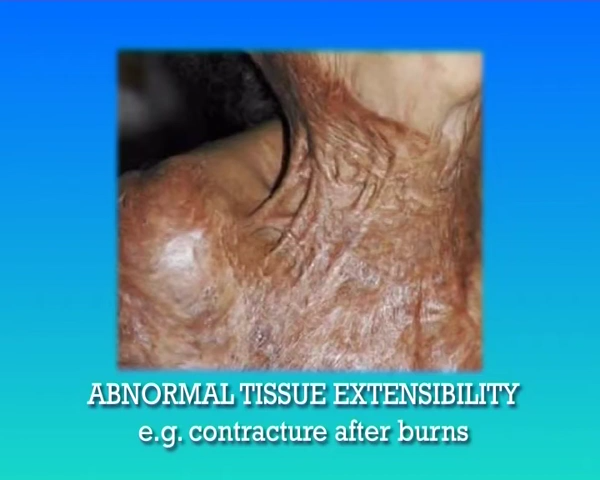 ABNORMAL TISSUE EXTENSIBILITY
e.g. contracture after burns